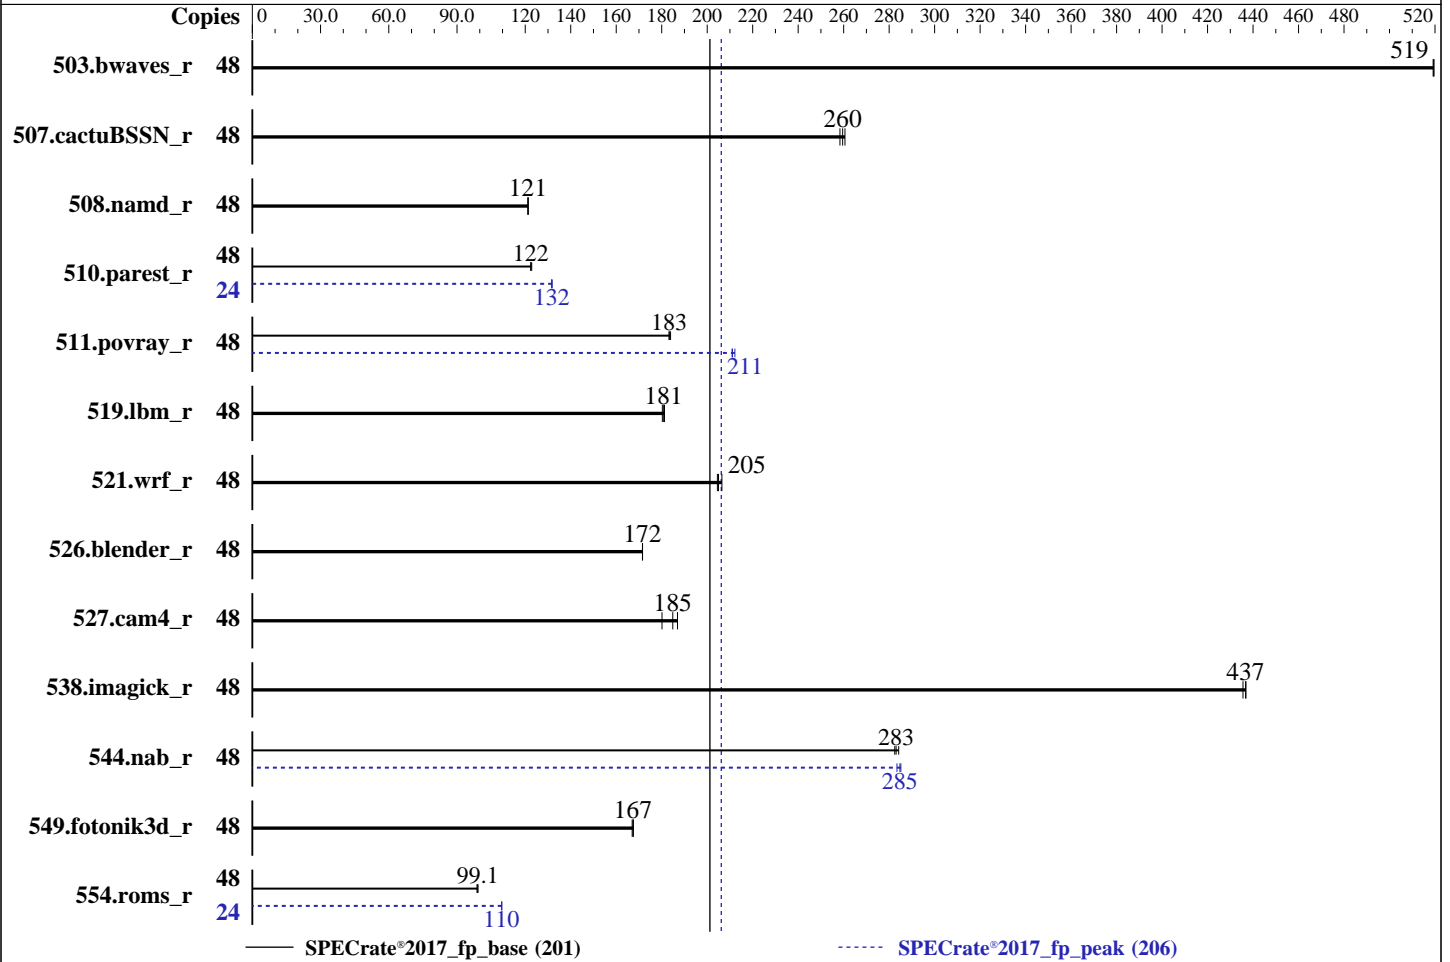 Copies 0 30.0 60.0 90.0 120 140 160 180 200 220 240 260 280 300 320 340 360 380 400 420 440 460 480 520
503.bwaves_r 48 519
507.cactuBSSN_r 48 260
508.namd_r 48 121
510.parest_r 48 122
24 132
511.povray_r 48 183
211
519.lbm_r 48 181
521.wrf_r 48 205
526.blender_r 48 172
527.cam4_r 48 185
538.imagick_r 48 437
544.nab_r 48 283
285
549.fotonik3d_r 48 167
554.roms_r 48 99.1
24 110
SPECrate®2017_fp_base (201) SPECrate®2017_fp_peak (206)